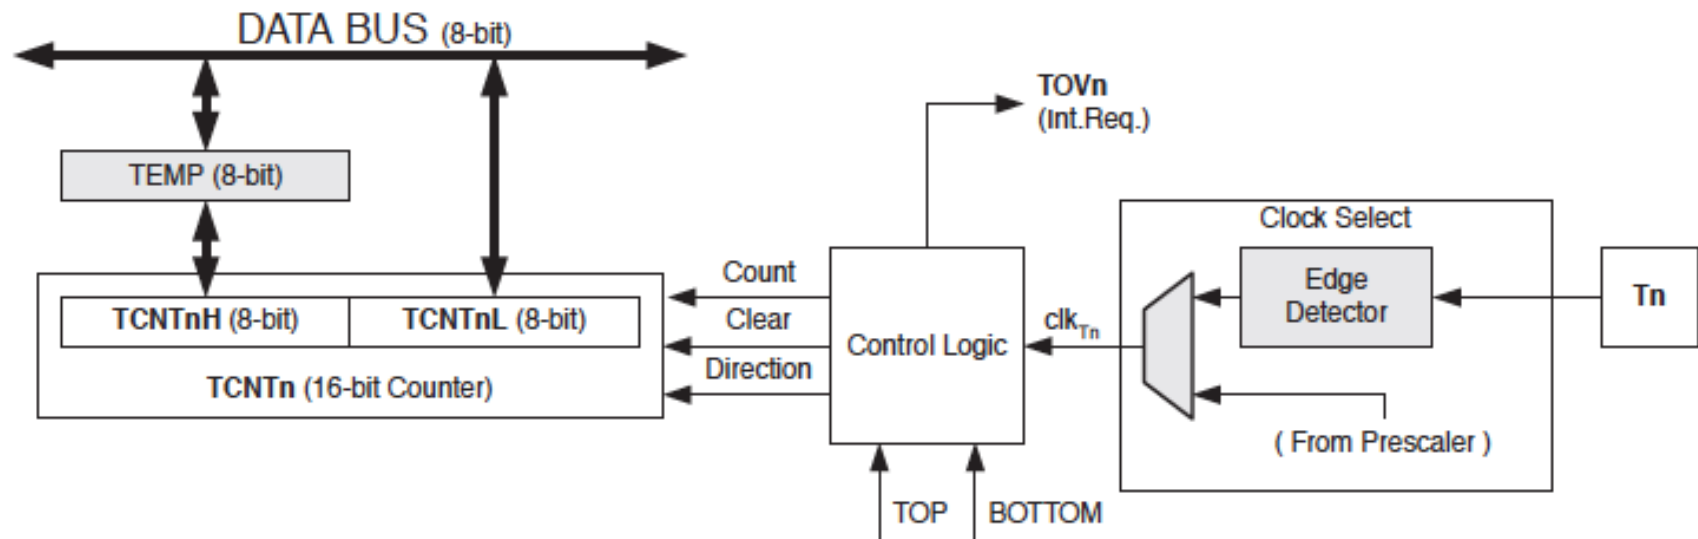 DATA BUS (8-bit)
TOVn
(Int.Req.)
TEMP (8-bit)
Clock Select
Count
Edge
Detector
Tn
TCNTnH (8-bit)
TCNTnL (8-bit)
Clear
clkTn
Control Logic
Direction
TCNTn (16-bit Counter)
( From Prescaler )
TOP
BOTTOM